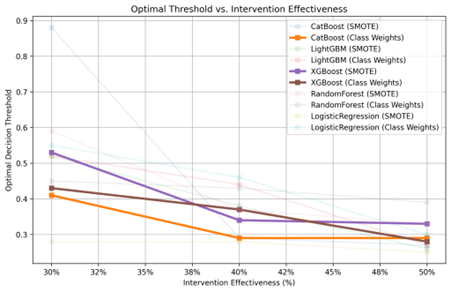 Optimal Threshold vs. Intervention Effectiveness
CatBoost (SMOTE)
CatBoost (Class Weights)
LightGBM (SMOTE)
LightGBM (Class Weights)
XGBoost (SMOTE)
XGBoost (Class Weights)
RandomForest (SMOTE)
RandomForest (Class Weights)
LogisticRegression (SMOTE)
LogisticRegression (Class Weights)
Optimal Decision Threshold
0.9
0.8
0.7
0.6
0.5
0.4
0.3
30% 32% 35% 38% 40% 42% 45% 48% 50%
Intervention Effectiveness (%)